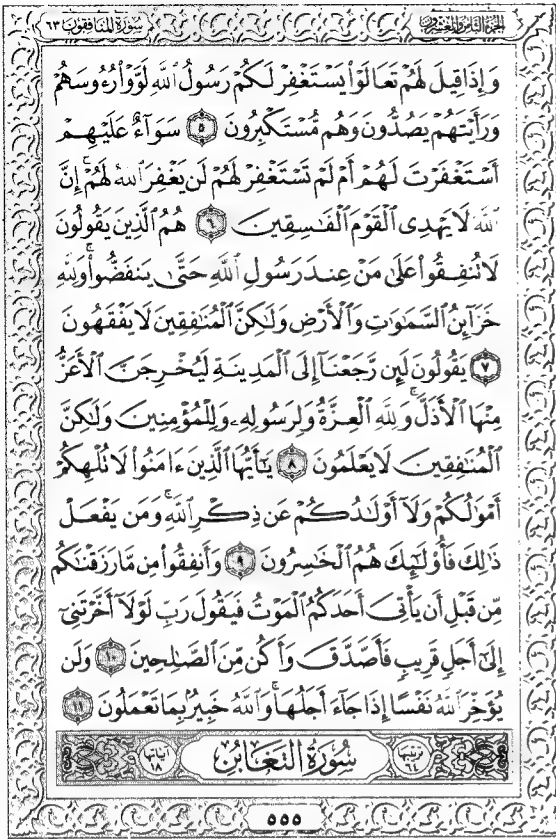 الجزء الثامن والعشرون
سورة المنافقون ٦٣
وَإِذَا قِيلَ لَهُمْ تَعَالَوْا۟ يَسْتَغْفِرْ لَكُمْ رَسُولُ ٱللَّهِ لَوَّوْا۟ رُءُوسَهُمْ
وَرَأَيْتَهُمْ يَصُدُّونَ وَهُم مُّسْتَكْبِرُونَ ٥ سَوَآءٌ عَلَيْهِمْ
أَسْتَغْفَرْتَ لَهُمْ أَمْ لَمْ تَسْتَغْفِرْ لَهُمْ لَن يَغْفِرَ ٱللَّهُ لَهُمْ ۚ إِنَّ
ٱللَّهَ لَا يَهْدِى ٱلْقَوْمَ ٱلْفَـٰسِقِينَ ٦ هُمُ ٱلَّذِينَ يَقُولُونَ
لَا تُنفِقُوا۟ عَلَىٰ مَنْ عِندَ رَسُولِ ٱللَّهِ حَتَّىٰ يَنفَضُّوا۟ ۗ وَلِلَّهِ
خَزَآئِنُ ٱلسَّمَـٰوَٰتِ وَٱلْأَرْضِ وَلَـٰكِنَّ ٱلْمُنَـٰفِقِينَ لَا يَفْقَهُونَ
٧ يَقُولُونَ لَئِن رَّجَعْنَآ إِلَى ٱلْمَدِينَةِ لَيُخْرِجَنَّ ٱلْأَعَزُّ
مِنْهَا ٱلْأَذَلَّ ۚ وَلِلَّهِ ٱلْعِزَّةُ وَلِرَسُولِهِۦ وَلِلْمُؤْمِنِينَ وَلَـٰكِنَّ
ٱلْمُنَـٰفِقِينَ لَا يَعْلَمُونَ ٨ يَـٰٓأَيُّهَا ٱلَّذِينَ ءَامَنُوا۟ لَا تُلْهِكُمْ
أَمْوَٰلُكُمْ وَلَآ أَوْلَـٰدُكُمْ عَن ذِكْرِ ٱللَّهِ ۚ وَمَن يَفْعَلْ
ذَٰلِكَ فَأُو۟لَـٰٓئِكَ هُمُ ٱلْخَـٰسِرُونَ ٩ وَأَنفِقُوا۟ مِن مَّا رَزَقْنَـٰكُم
مِّن قَبْلِ أَن يَأْتِىَ أَحَدَكُمُ ٱلْمَوْتُ فَيَقُولَ رَبِّ لَوْلَآ أَخَّرْتَنِىٓ
إِلَىٰٓ أَجَلٍ قَرِيبٍ فَأَصَّدَّقَ وَأَكُن مِّنَ ٱلصَّـٰلِحِينَ ١٠ وَلَن
يُؤَخِّرَ ٱللَّهُ نَفْسًا إِذَا جَآءَ أَجَلُهَا ۚ وَٱللَّهُ خَبِيرٌۢ بِمَا تَعْمَلُونَ ١١
ترتيبها ٦٤ سُورَةُ التَّغَابُنِ آياتها ١٨
٥٥٥